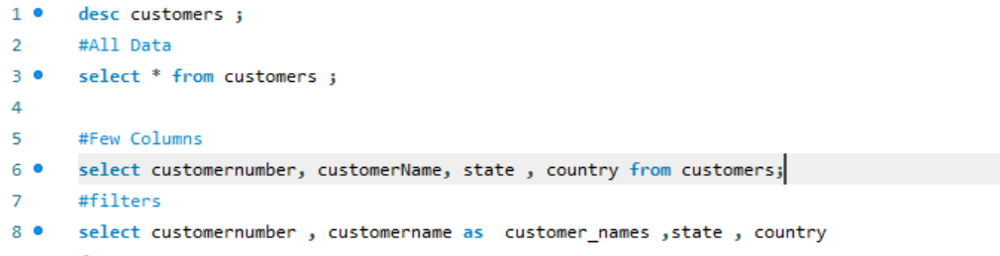 1 desc customers ;
2 #All Data
3 select * from customers ;
4
5 #Few Columns
6 select customernumber, customerName, state , country from customers;
7 #filters
8 select customernumber , customername as  customer_names ,state , country